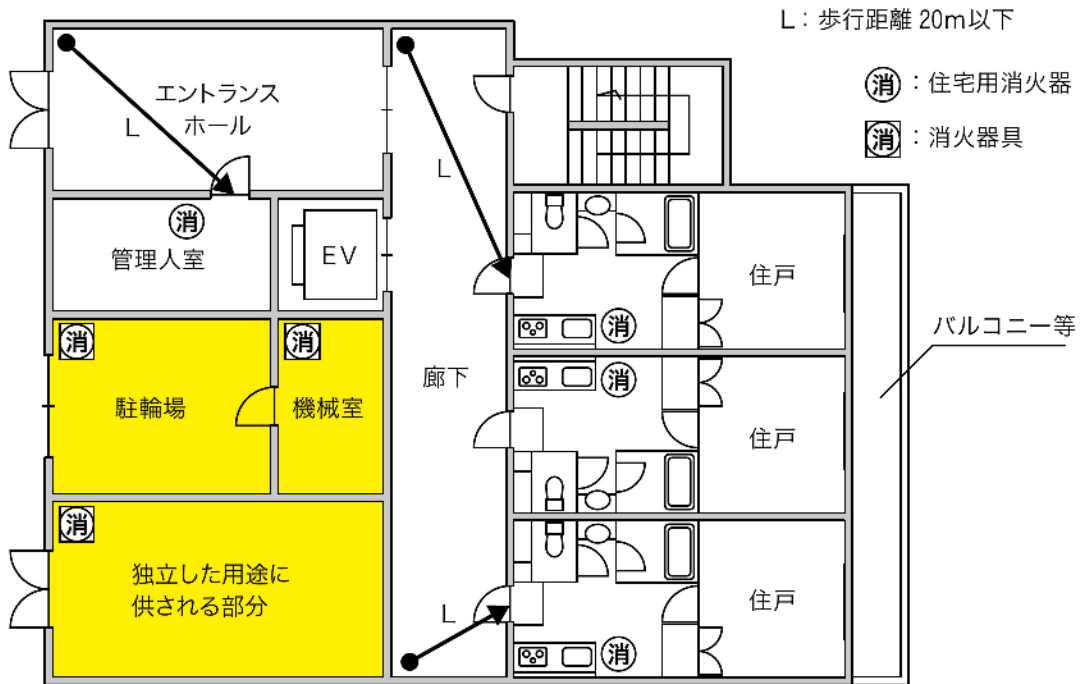 L：歩行距離 20m以下
消：住宅用消火器
消：消火器具
エントランス
ホール
L
L
消
管理人室
EV
住戸
消
バルコニー等
消
消
廊下
消
駐輪場
機械室
住戸
消
独立した用途に
供される部分
住戸
L
消